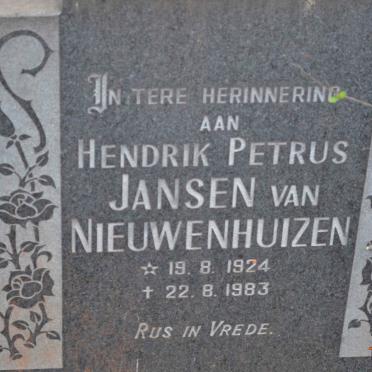 In tere herinnering
aan
Hendrik Petrus
Jansen van
Nieuwenhuizen
☆ 19. 8. 1924
✝ 22. 8. 1983
Rus in Vrede.